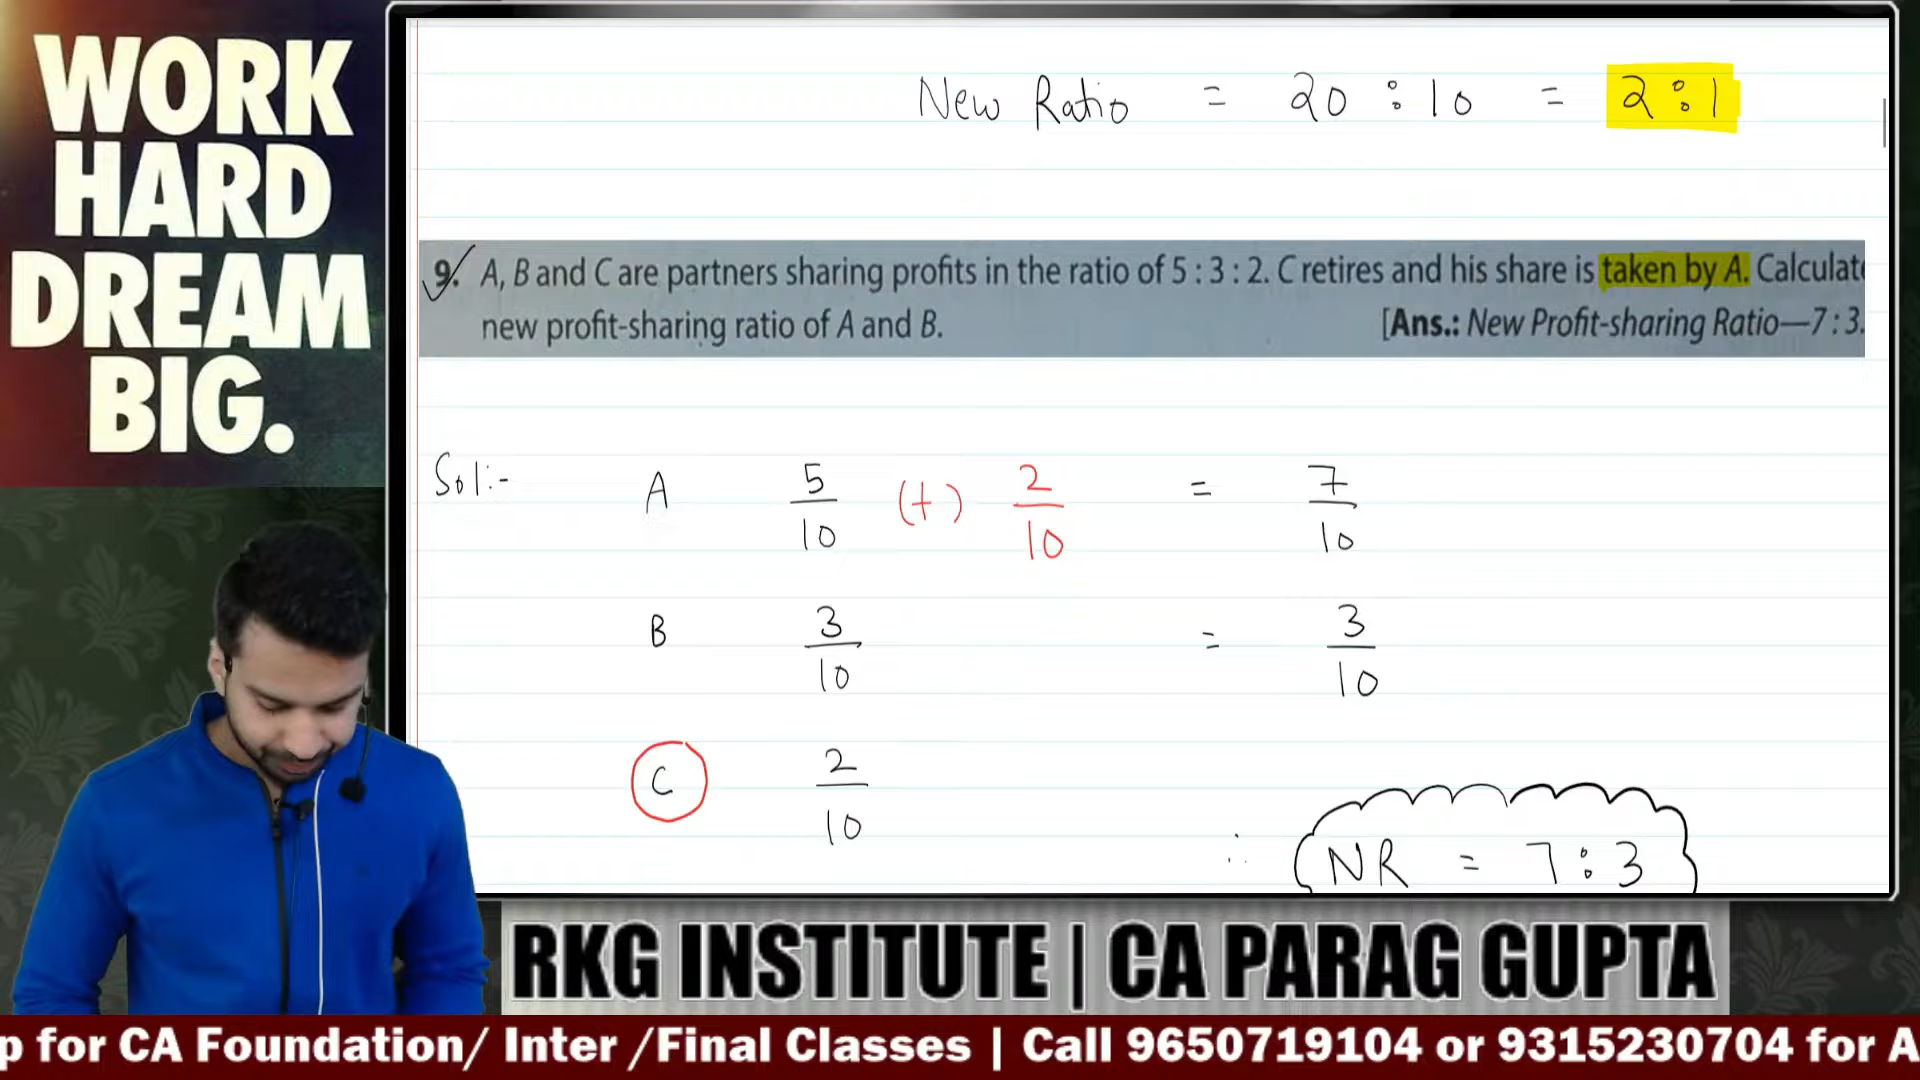 WORK
HARD
DREAM
BIG.
New Ratio = 20 : 10 = 2 : 1
9. A, B and C are partners sharing profits in the ratio of 5 : 3 : 2. C retires and his share is taken by A. Calculate
new profit-sharing ratio of A and B. [Ans.: New Profit-sharing Ratio—7 : 3.
Sol:- A 5/10 (+) 2/10 = 7/10
B 3/10 = 3/10
C 2/10
∴ NR = 7 : 3
RKG INSTITUTE | CA PARAG GUPTA
p for CA Foundation/ Inter /Final Classes | Call 9650719104 or 9315230704 for A